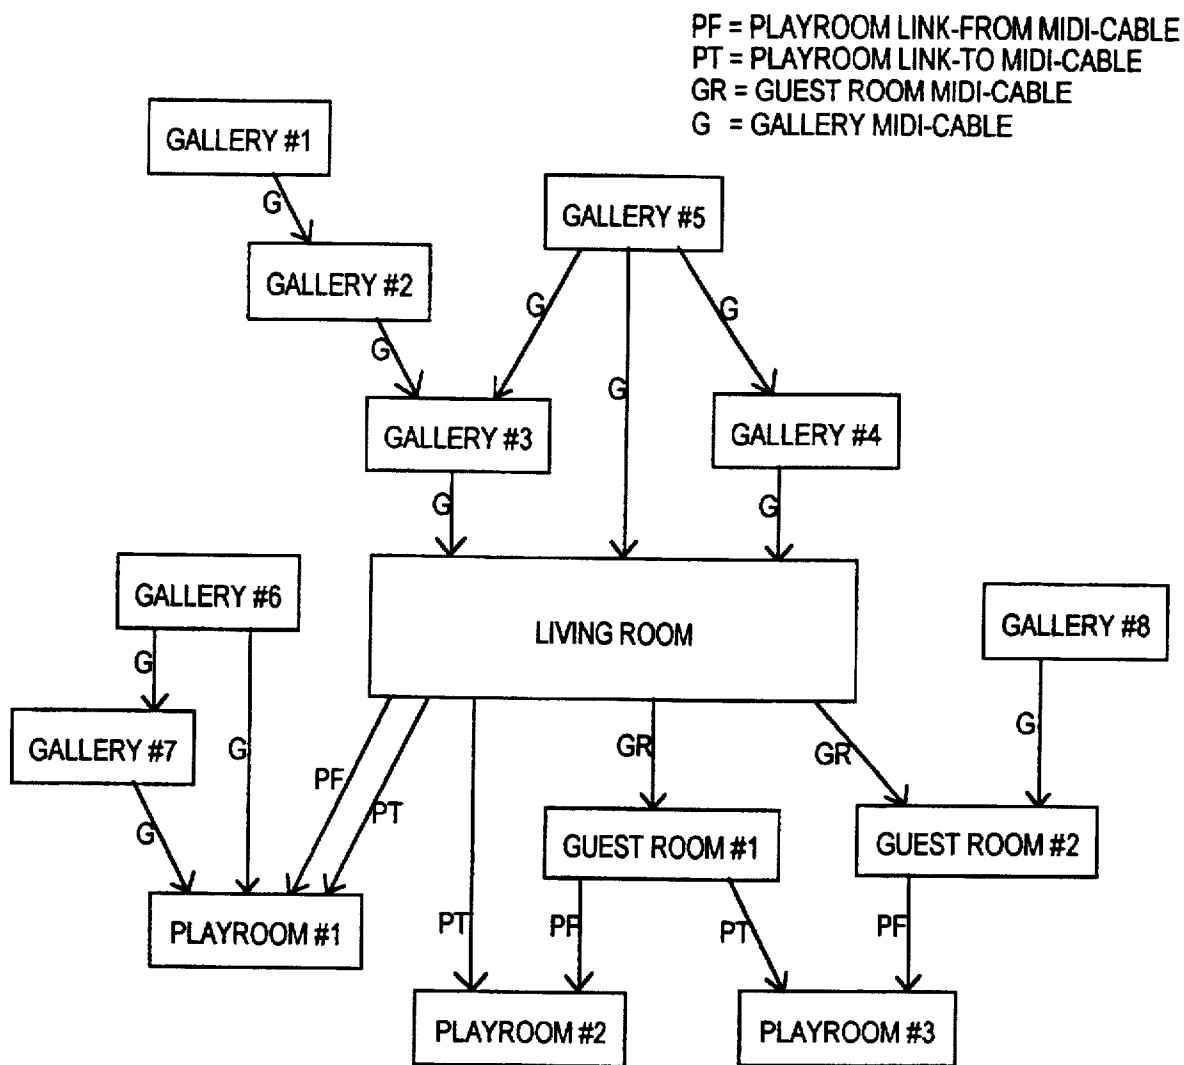 PF = PLAYROOM LINK-FROM MIDI-CABLE
PT = PLAYROOM LINK-TO MIDI-CABLE
GR = GUEST ROOM MIDI-CABLE
G = GALLERY MIDI-CABLE
GALLERY #1
G
GALLERY #5
GALLERY #2
G
G
G
G
GALLERY #3
GALLERY #4
G
G
GALLERY #6
LIVING ROOM
GALLERY #8
G
GALLERY #7
G
PF
PT
GR
GR
G
G
GUEST ROOM #1
GUEST ROOM #2
PLAYROOM #1
PT
PF
PT
PF
PLAYROOM #2
PLAYROOM #3